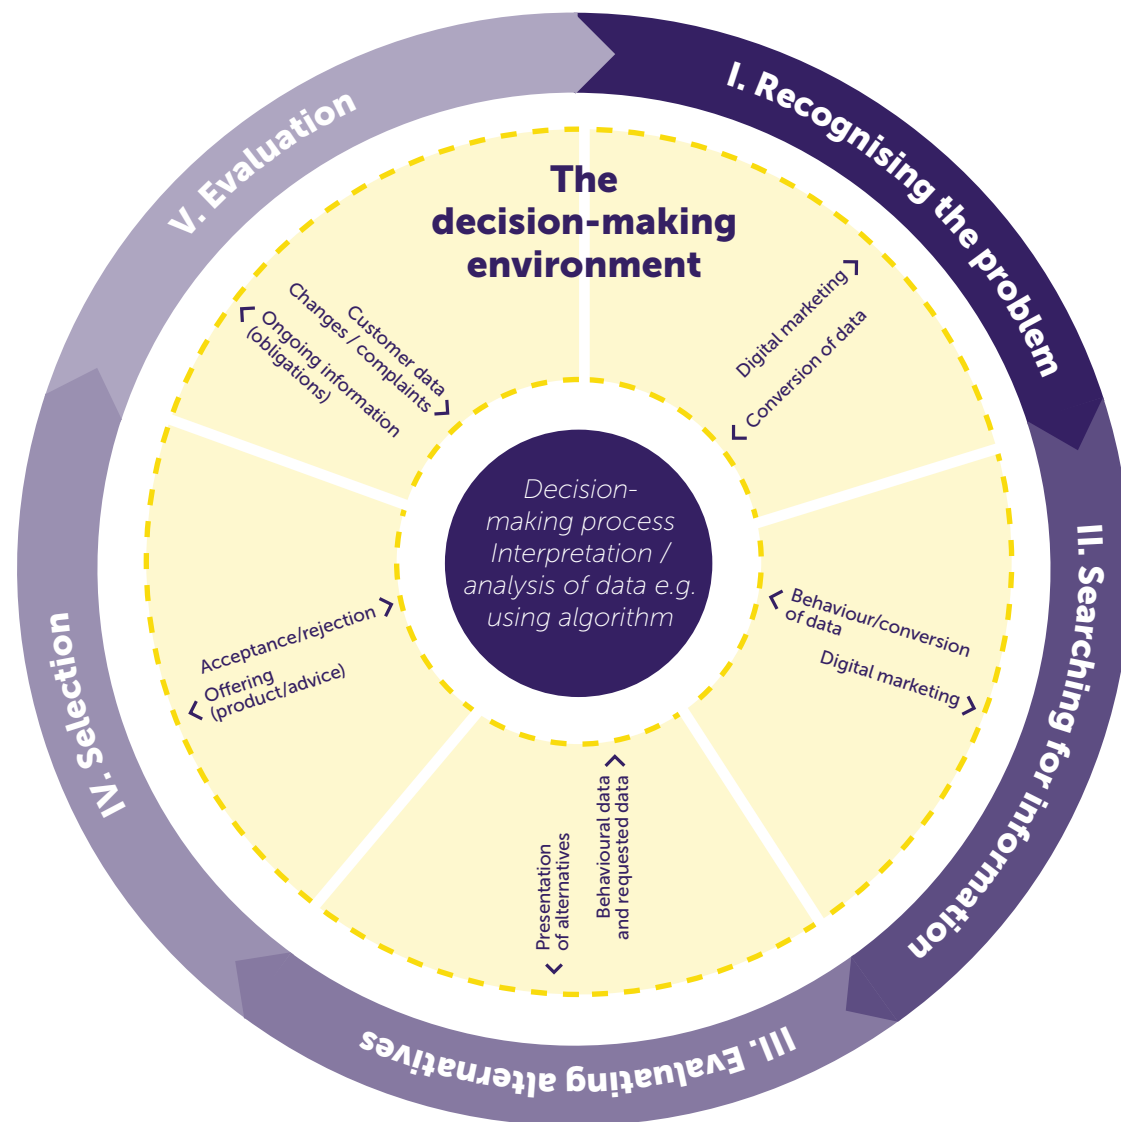 I. Recognising the problem
II. Searching for information
III. Evaluating alternatives
IV. Selection
V. Evaluation
The
decision-making
environment
Digital marketing
Conversion of data
Behaviour/conversion
of data
Digital marketing
Behavioural data
and requested data
Presentation
of alternatives
Acceptance/rejection
Offering
(product/advice)
Customer data
Changes / complaints
Ongoing information
(obligations)
Decision-
making process
Interpretation /
analysis of data e.g.
using algorithm